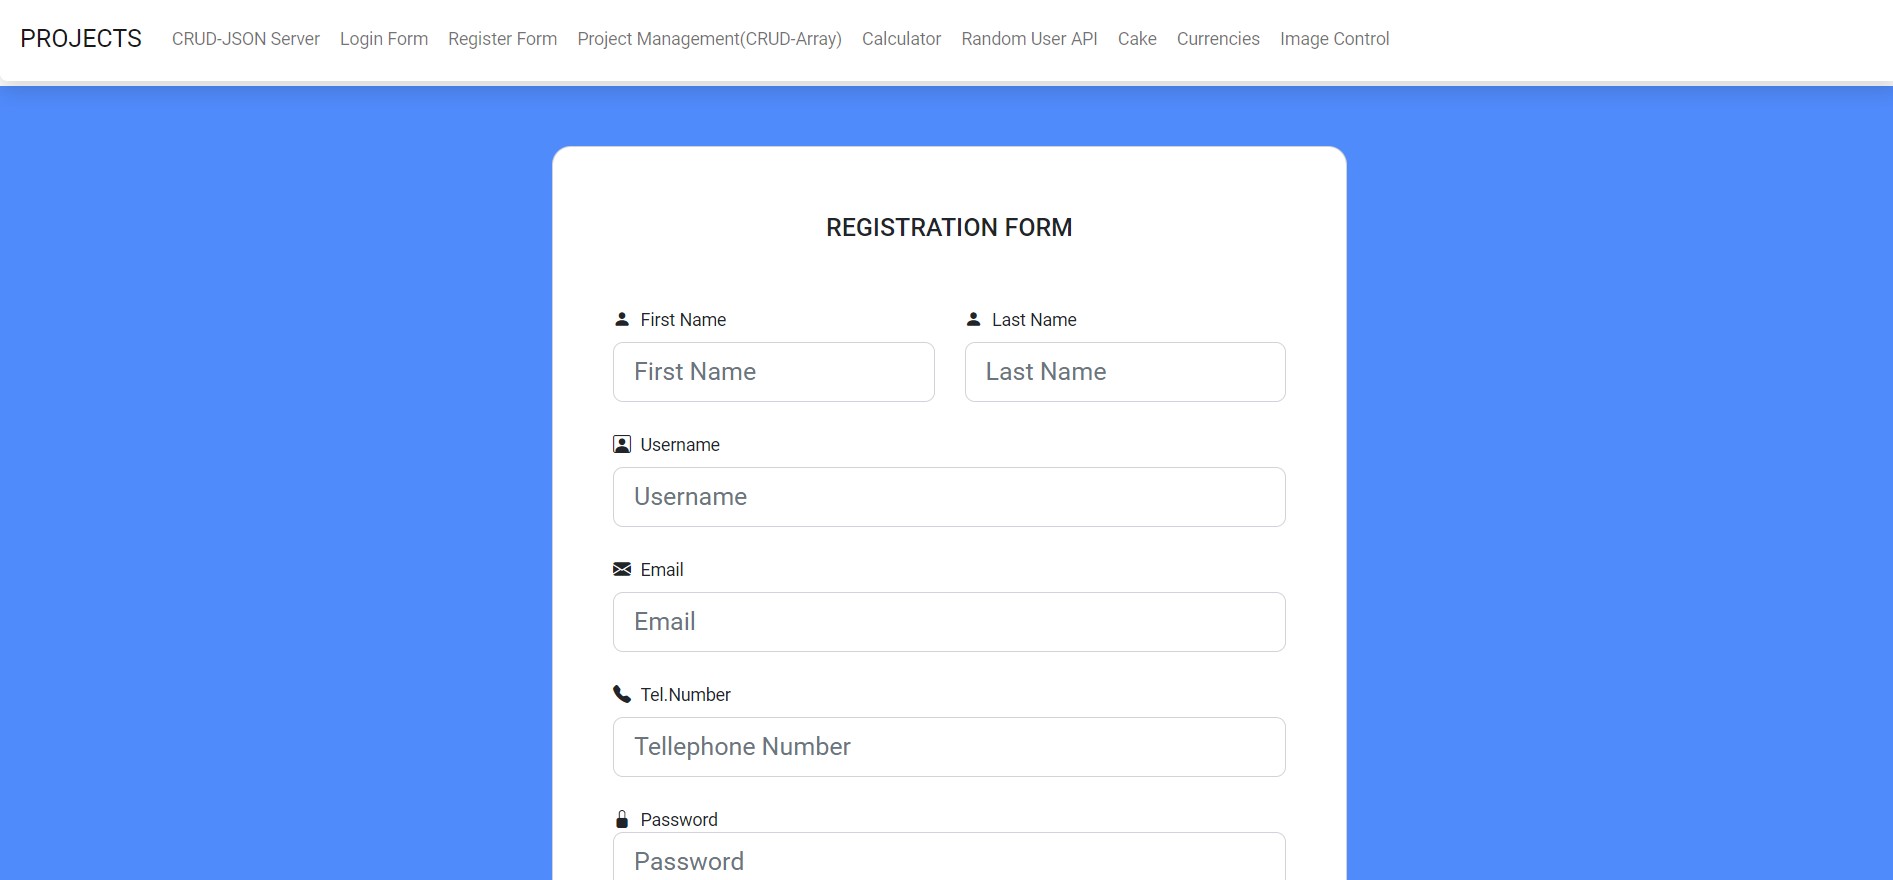 PROJECTS CRUD-JSON Server Login Form Register Form Project Management(CRUD-Array) Calculator Random User API Cake Currencies Image Control
REGISTRATION FORM
First Name Last Name
First Name Last Name
Username
Username
Email
Email
Tel.Number
Tellephone Number
Password
Password